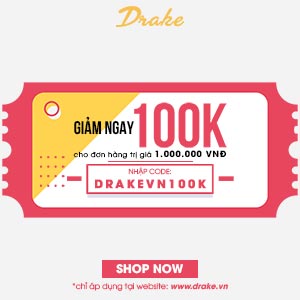 Drake
GIẢM NGAY 100K
cho đơn hàng trị giá 1.000.000 VNĐ
NHẬP CODE:
DRAKEVN100K
SHOP NOW
*chỉ áp dụng tại website: www.drake.vn